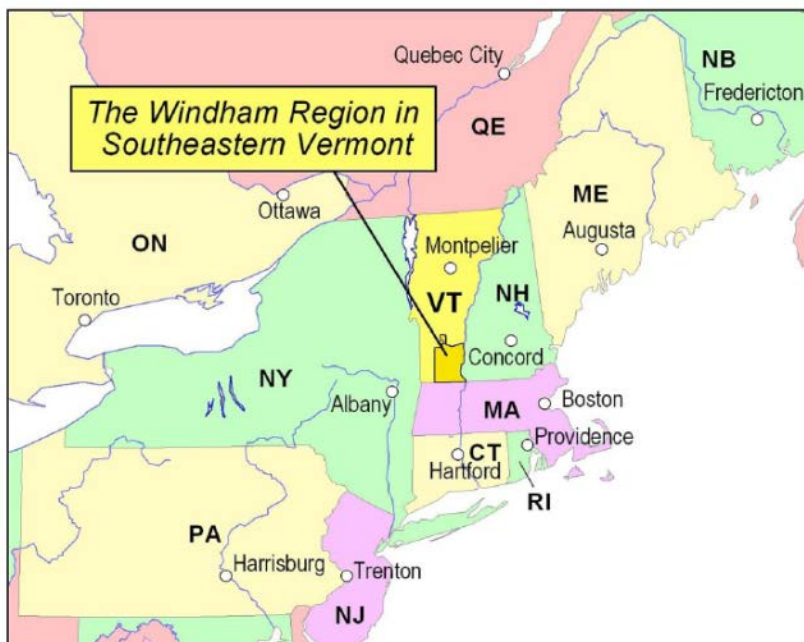 Quebec City
NB
Fredericton
The Windham Region in
Southeastern Vermont
QE
ME
Ottawa
Augusta
ON
Montpelier
Toronto
VT
NH
Concord
NY
Albany
MA
Boston
Providence
CT
Hartford
RI
PA
Harrisburg
Trenton
NJ